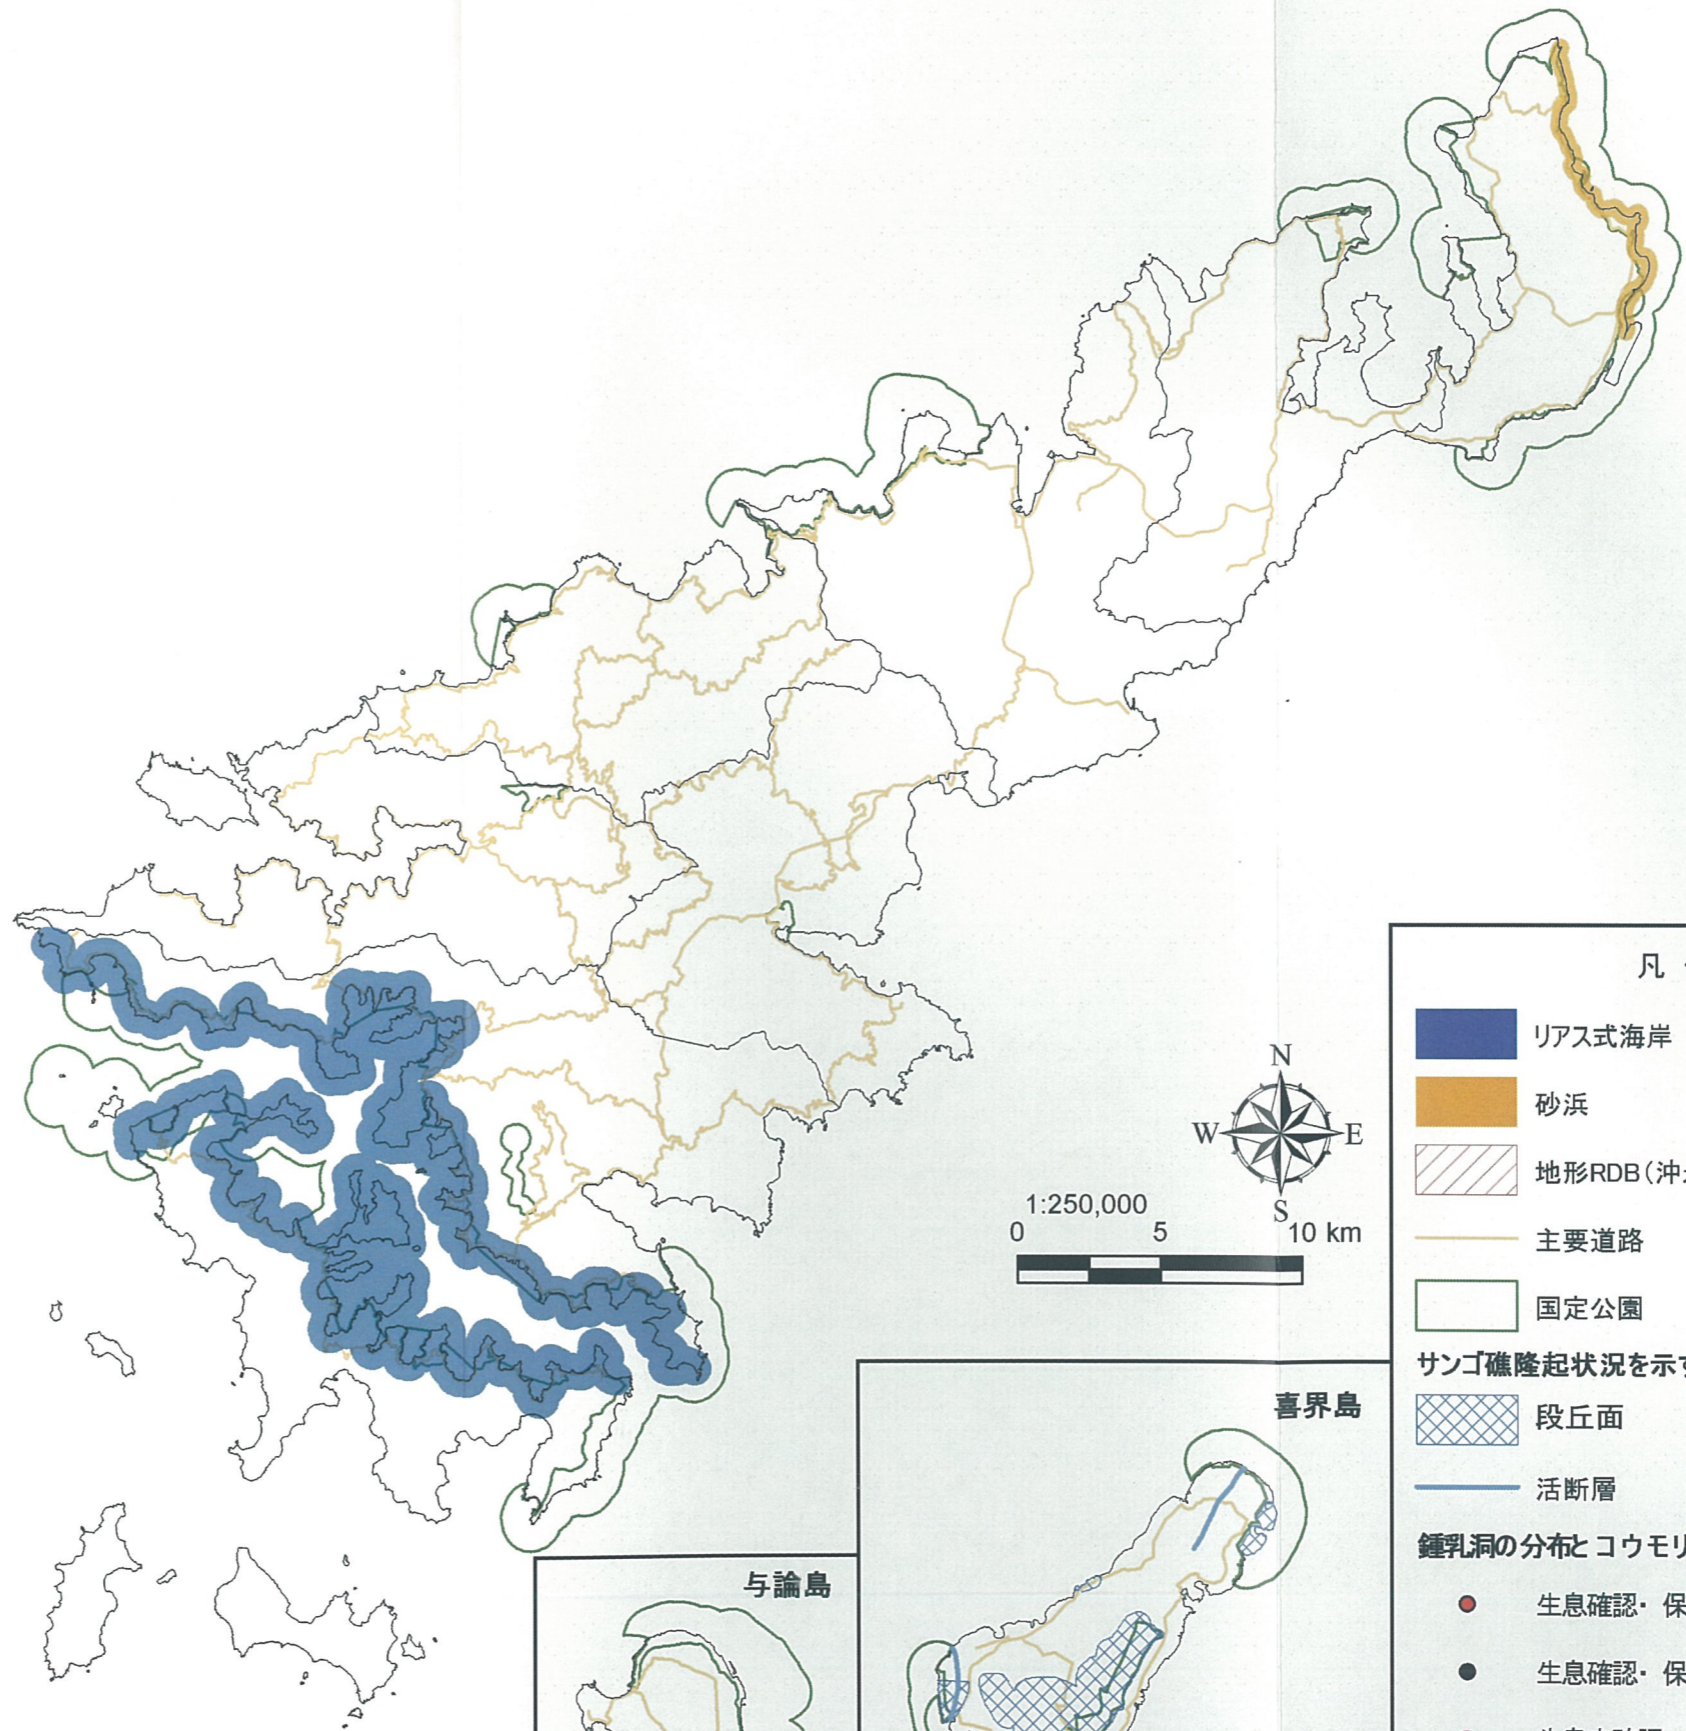 N
W E
S
1:250,000
0 5 10 km
凡
リアス式海岸
砂浜
地形RDB(沖
主要道路
国定公園
サンゴ礁隆起状況を示す
段丘面
活断層
鍾乳洞の分布とコウモリ
生息確認・保
生息確認・保
喜界島
与論島